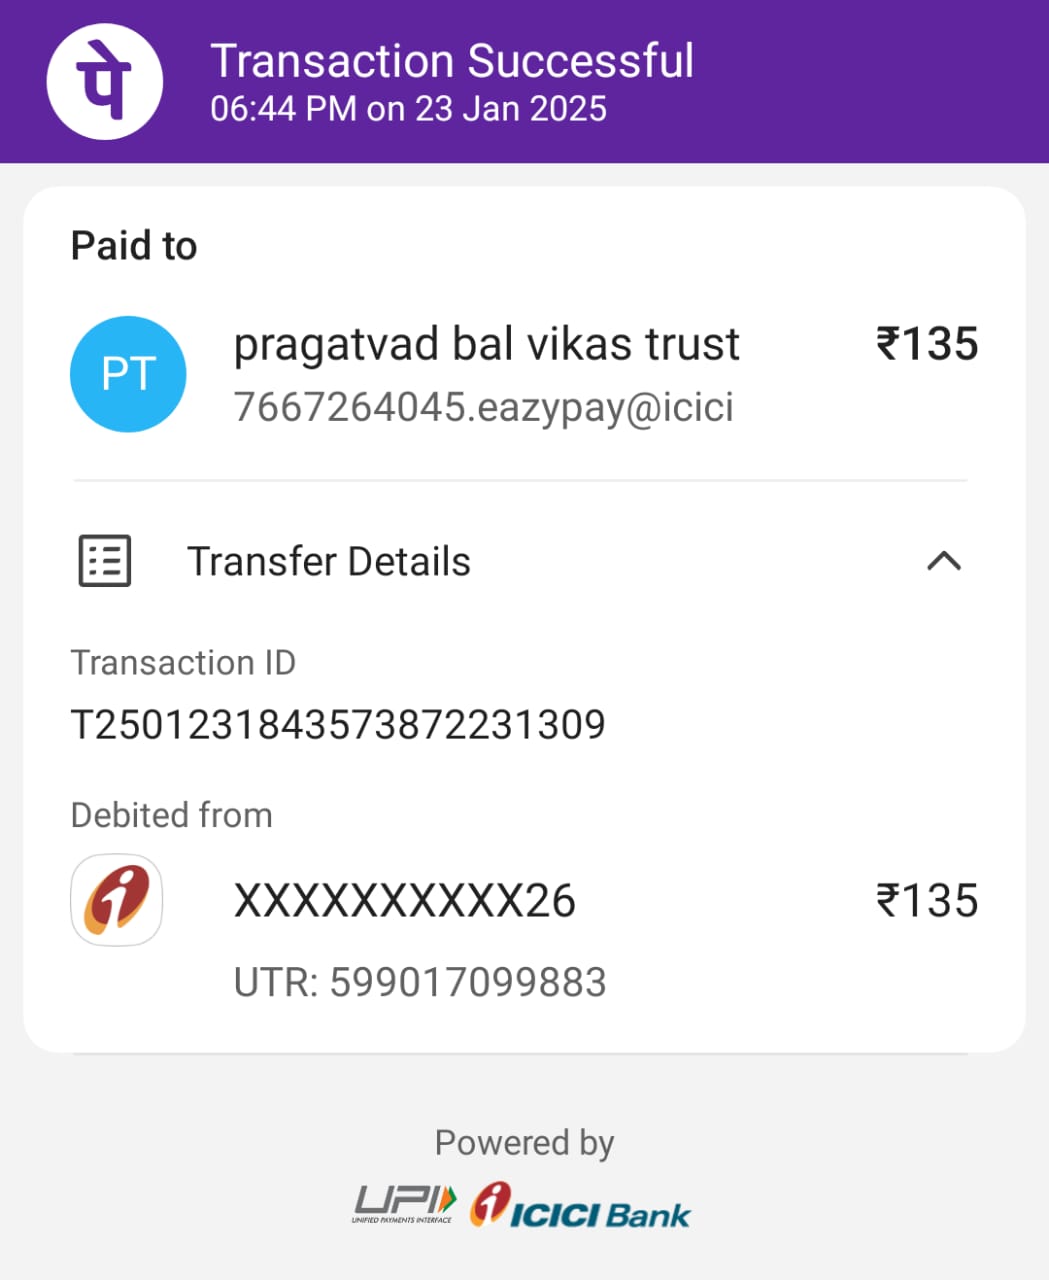 पे
Transaction Successful
06:44 PM on 23 Jan 2025
Paid to
PT
pragatvad bal vikas trust
₹135
7667264045.eazypay@icici
Transfer Details
Transaction ID
T2501231843573872231309
Debited from
XXXXXXXXXX26
₹135
UTR: 599017099883
Powered by
UPI
UNIFIED PAYMENTS INTERFACE
ICICI Bank